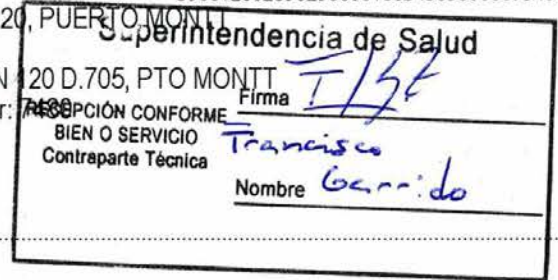 20, PUERTO MONTT
Superintendencia de Salud
N 120 D.705, PTO MONTT
Firma
RECEPCIÓN CONFORME
BIEN O SERVICIO
Contraparte Técnica
Francisco
Nombre Garrido